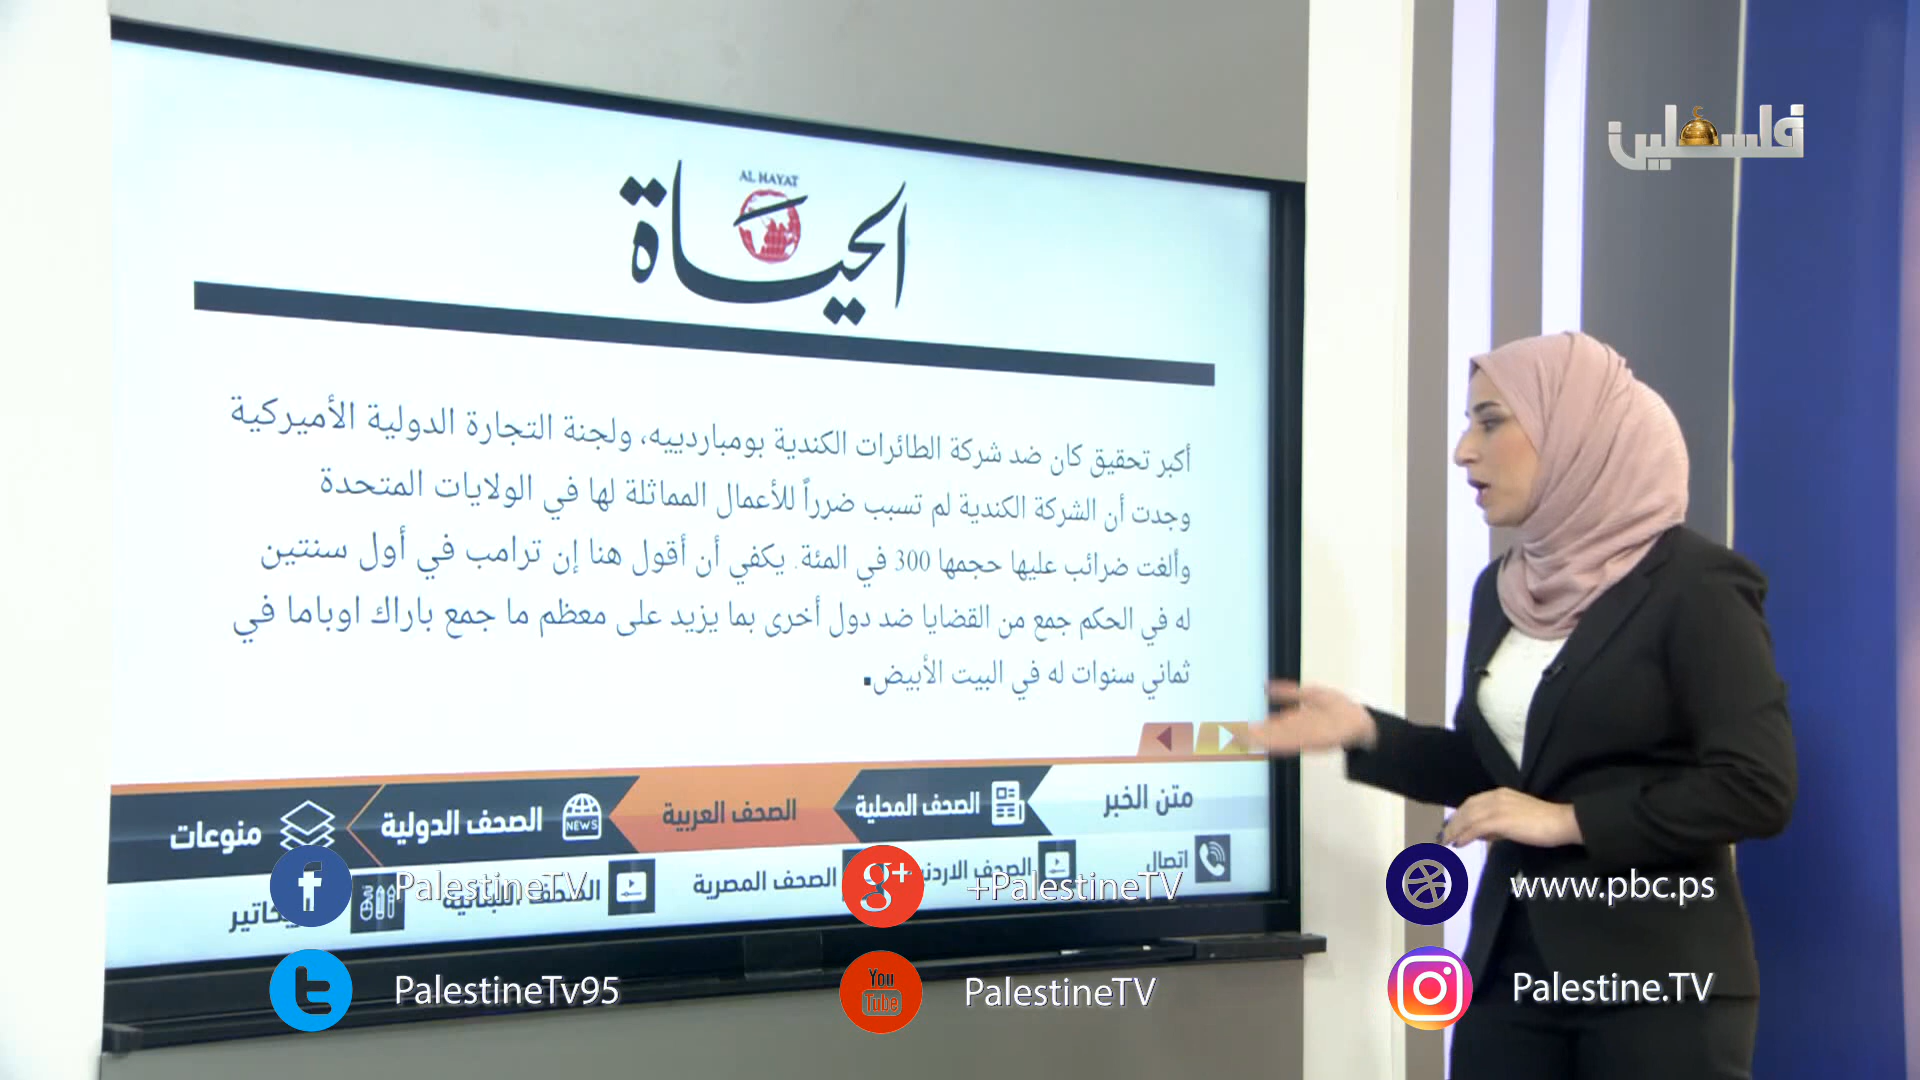 فلسطين
AL HAYAT
الحياة
أكبر تحقيق كان ضد شركة الطائرات الكندية بومبارديیه، ولجنة التجارة الدولية الأميركية
وجدت أن الشركة الكندية لم تسبب ضرراً للأعمال المماثلة لها في الولايات المتحدة
وألغت ضرائب عليها حجمها 300 في المئة. يكفي أن أقول هنا إن ترامب في أول سنتين
له في الحكم جمع من القضايا ضد دول أخرى بما يزيد على معظم ما جمع باراك اوباما في
ثماني سنوات له في البيت الأبيض.
متن الخبر
الصحف المحلية
الصحف العربية
NEWS
الصحف الدولية
منوعات
اتصال
الصحف المصرية
الصحف اللبنانية
PalestineTV
+PalestineTV
www.pbc.ps
PalestineTv95
You Tube
PalestineTV
Palestine.TV